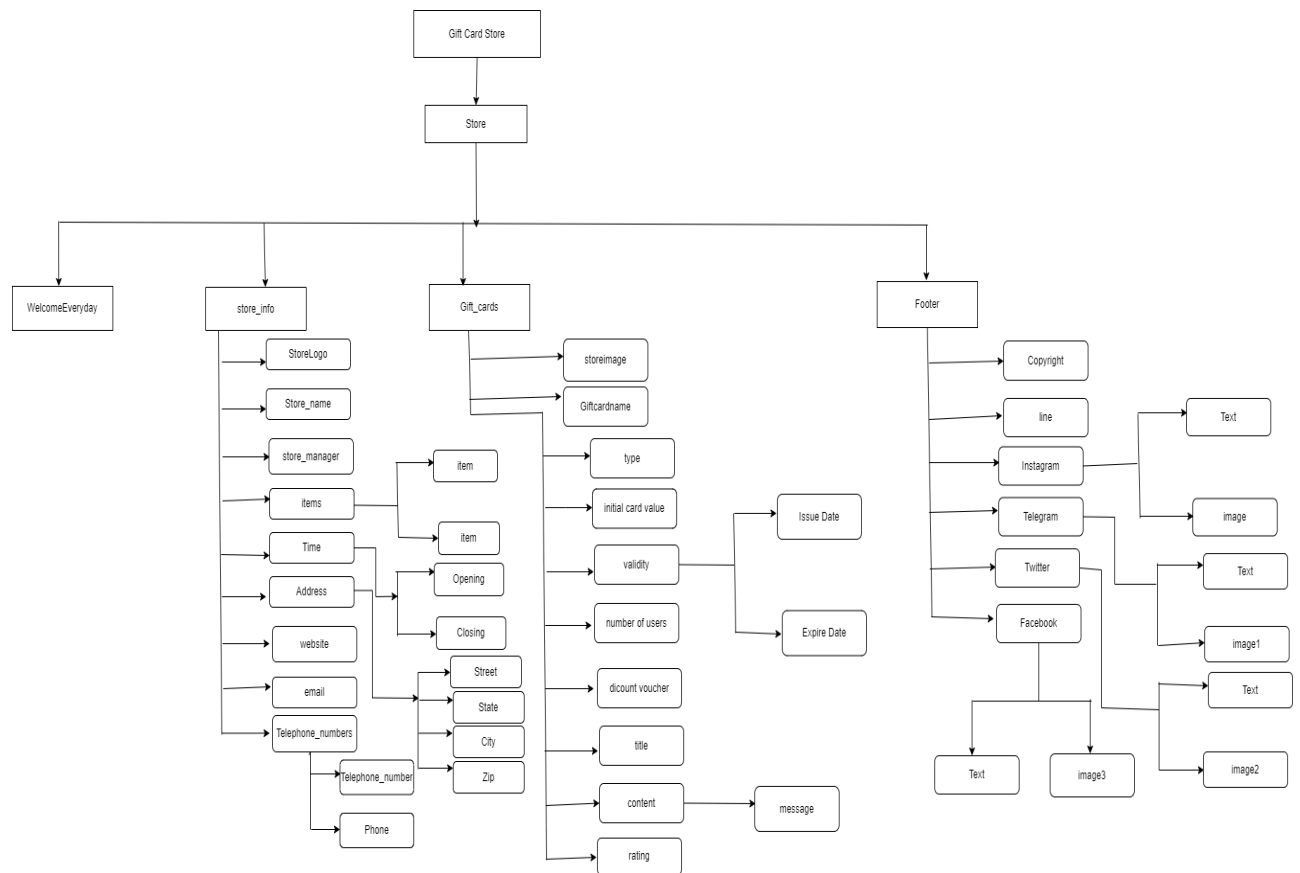 Gift Card Store
Store
WelcomeEveryday
store_info
Gift_cards
Footer
StoreLogo
Store_name
store_manager
items
item
item
Time
Opening
Closing
Address
Street
State
City
Zip
website
email
Telephone_numbers
Telephone_number
Phone
storeimage
Giftcardname
type
initial card value
validity
Issue Date
Expire Date
number of users
dicount voucher
title
content
message
rating
Copyright
line
Instagram
Text
image
Telegram
Text
image1
Twitter
Text
image2
Facebook
Text
image3